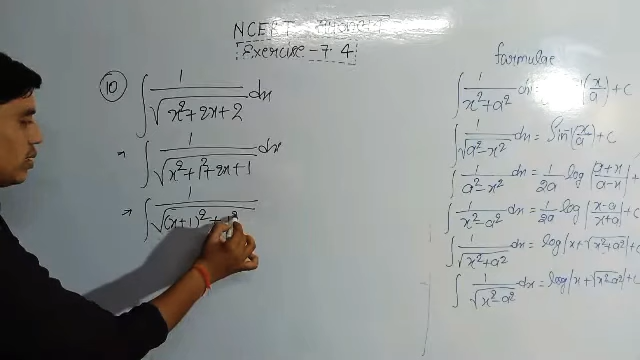 NCERT
Exercise - 7.4
10 ∫ 1/√(x²+2x+2) dx
⇒ ∫ 1/√(x²+1²+2x+1) dx
⇒ ∫ 1/√((x+1)²+1²
formulae
∫ 1/(x²+a²) dx = (x/a)+c
∫ 1/√(a²-x²) dx = Sin⁻¹(x/a)+c
∫ 1/(a²-x²) dx = 1/2a log |a+x/a-x| +
∫ 1/(x²-a²) dx = 1/2a log |x-a/x+a| +c
∫ 1/√(x²+a²) dx = log|x+√(x²+a²)|+c
∫ 1/√(x²-a²) dx = log|x+√(x²-a²)|+c